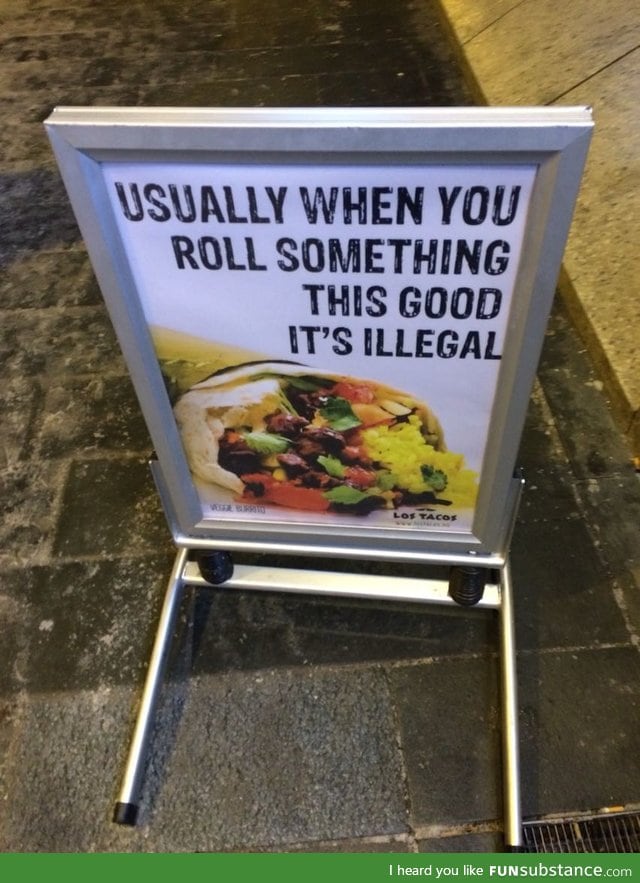 USUALLY WHEN YOU
ROLL SOMETHING
THIS GOOD
IT'S ILLEGAL
VEGGIE BURRITO
LOS TACOS
I heard you like FUNsubstance.com